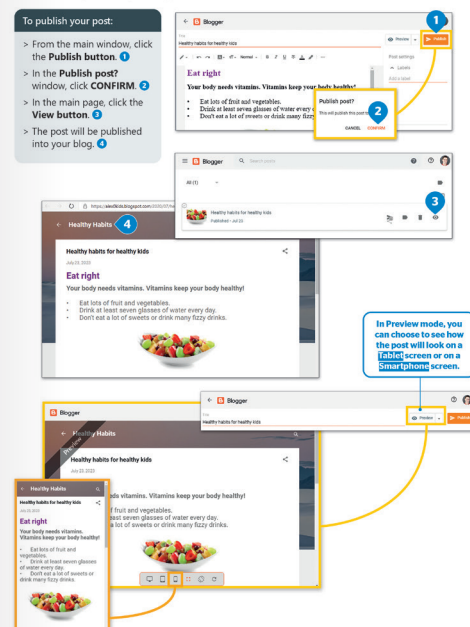 To publish your post:
> From the main window, click
the Publish button. 1
> In the Publish post?
window, click CONFIRM. 2
> In the main page, click the
View button. 3
> The post will be published
into your blog. 4
Blogger
Title
Healthy habits for healthy kids
Preview
Publish
1
Normal
B I U
Post settings
Labels
Eat right
Your body needs vitamins. Vitamins keep your body healthy!
• Eat lots of fruit and vegetables.
• Drink at least seven glasses of water every
• Don't eat a lot of sweets or drink many fizzy
Publish post?
This will publish this post to
CANCEL CONFIRM
2
Blogger
Search posts
All (1)
Healthy habits for healthy kids
Published • Jul 23
3
Healthy Habits
4
Healthy habits for healthy kids
July 23, 2023
Eat right
Your body needs vitamins. Vitamins keep your body healthy!
• Eat lots of fruit and vegetables.
• Drink at least seven glasses of water every day.
• Don't eat a lot of sweets or drink many fizzy drinks.
In Preview mode, you
can choose to see how
the post will look on a
Tablet screen or on a
Smartphone screen.
Blogger
Title
Healthy habits for healthy kids
Preview
Publish
Blogger
Preview
Healthy Habits
Healthy habits for healthy kids
July 23, 2023
ds vitamins. Vitamins keep your body healthy!
f fruit and vegetables.
east seven glasses of water every day.
a lot of sweets or drink many fizzy drinks.
Healthy Habits
Healthy habits for healthy kids
July 23, 2023
Eat right
Your body needs vitamins.
Vitamins keep your body healthy!
• Eat lots of fruit and
vegetables.
• Drink at least seven glasses
of water every day.
• Don't eat a lot of sweets or
drink many fizzy drinks.